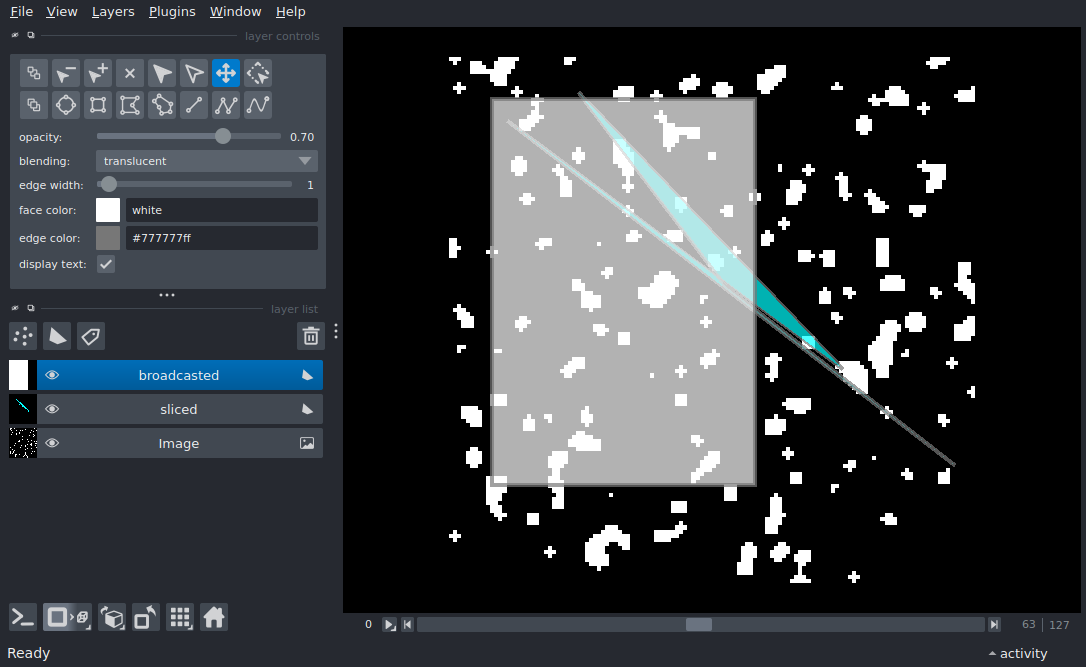 File View Layers Plugins Window Help
layer controls
opacity: 0.70
blending: translucent
edge width: 1
face color: white
edge color: #777777ff
display text:
layer list
broadcasted
sliced
Image
0 63 127
Ready activity